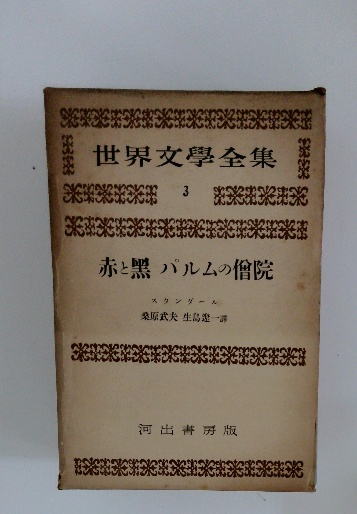 世界文學全集
3
赤と黑 パルムの僧院
スタンダール
桑原武夫 生島遼一譯
河出書房版